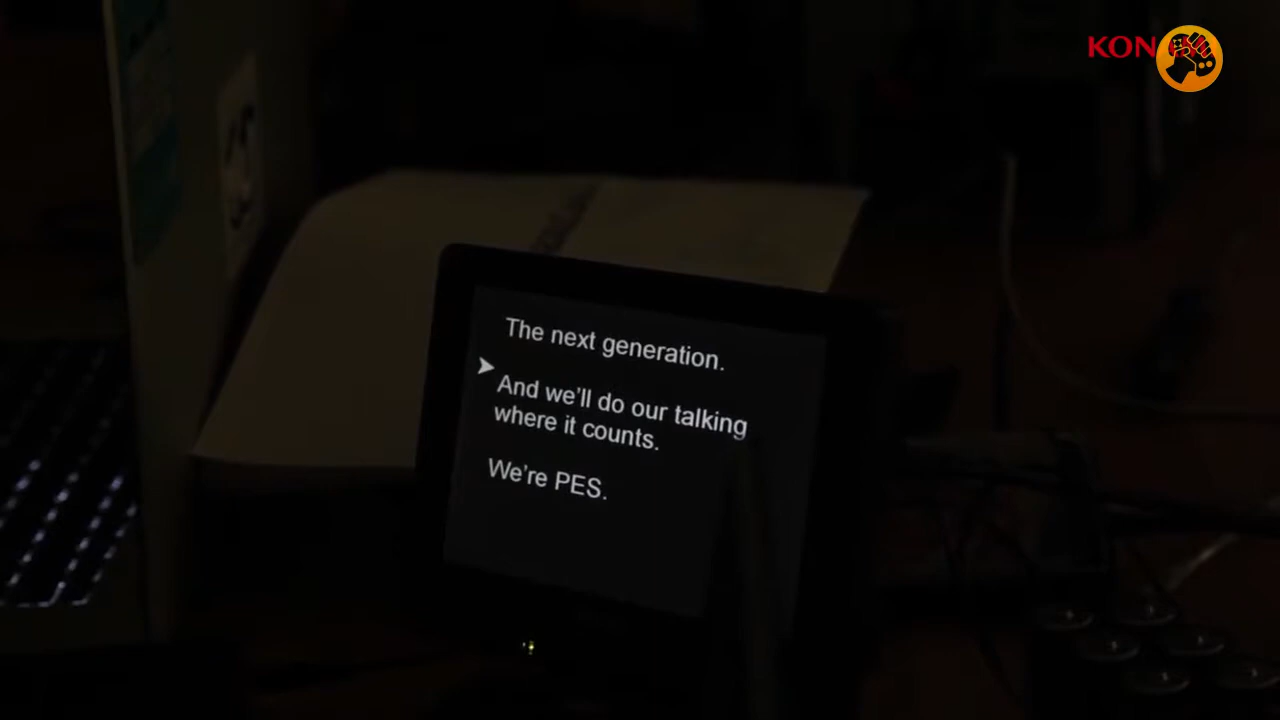 KON
The next generation.
And we'll do our talking
where it counts.
We're PES.